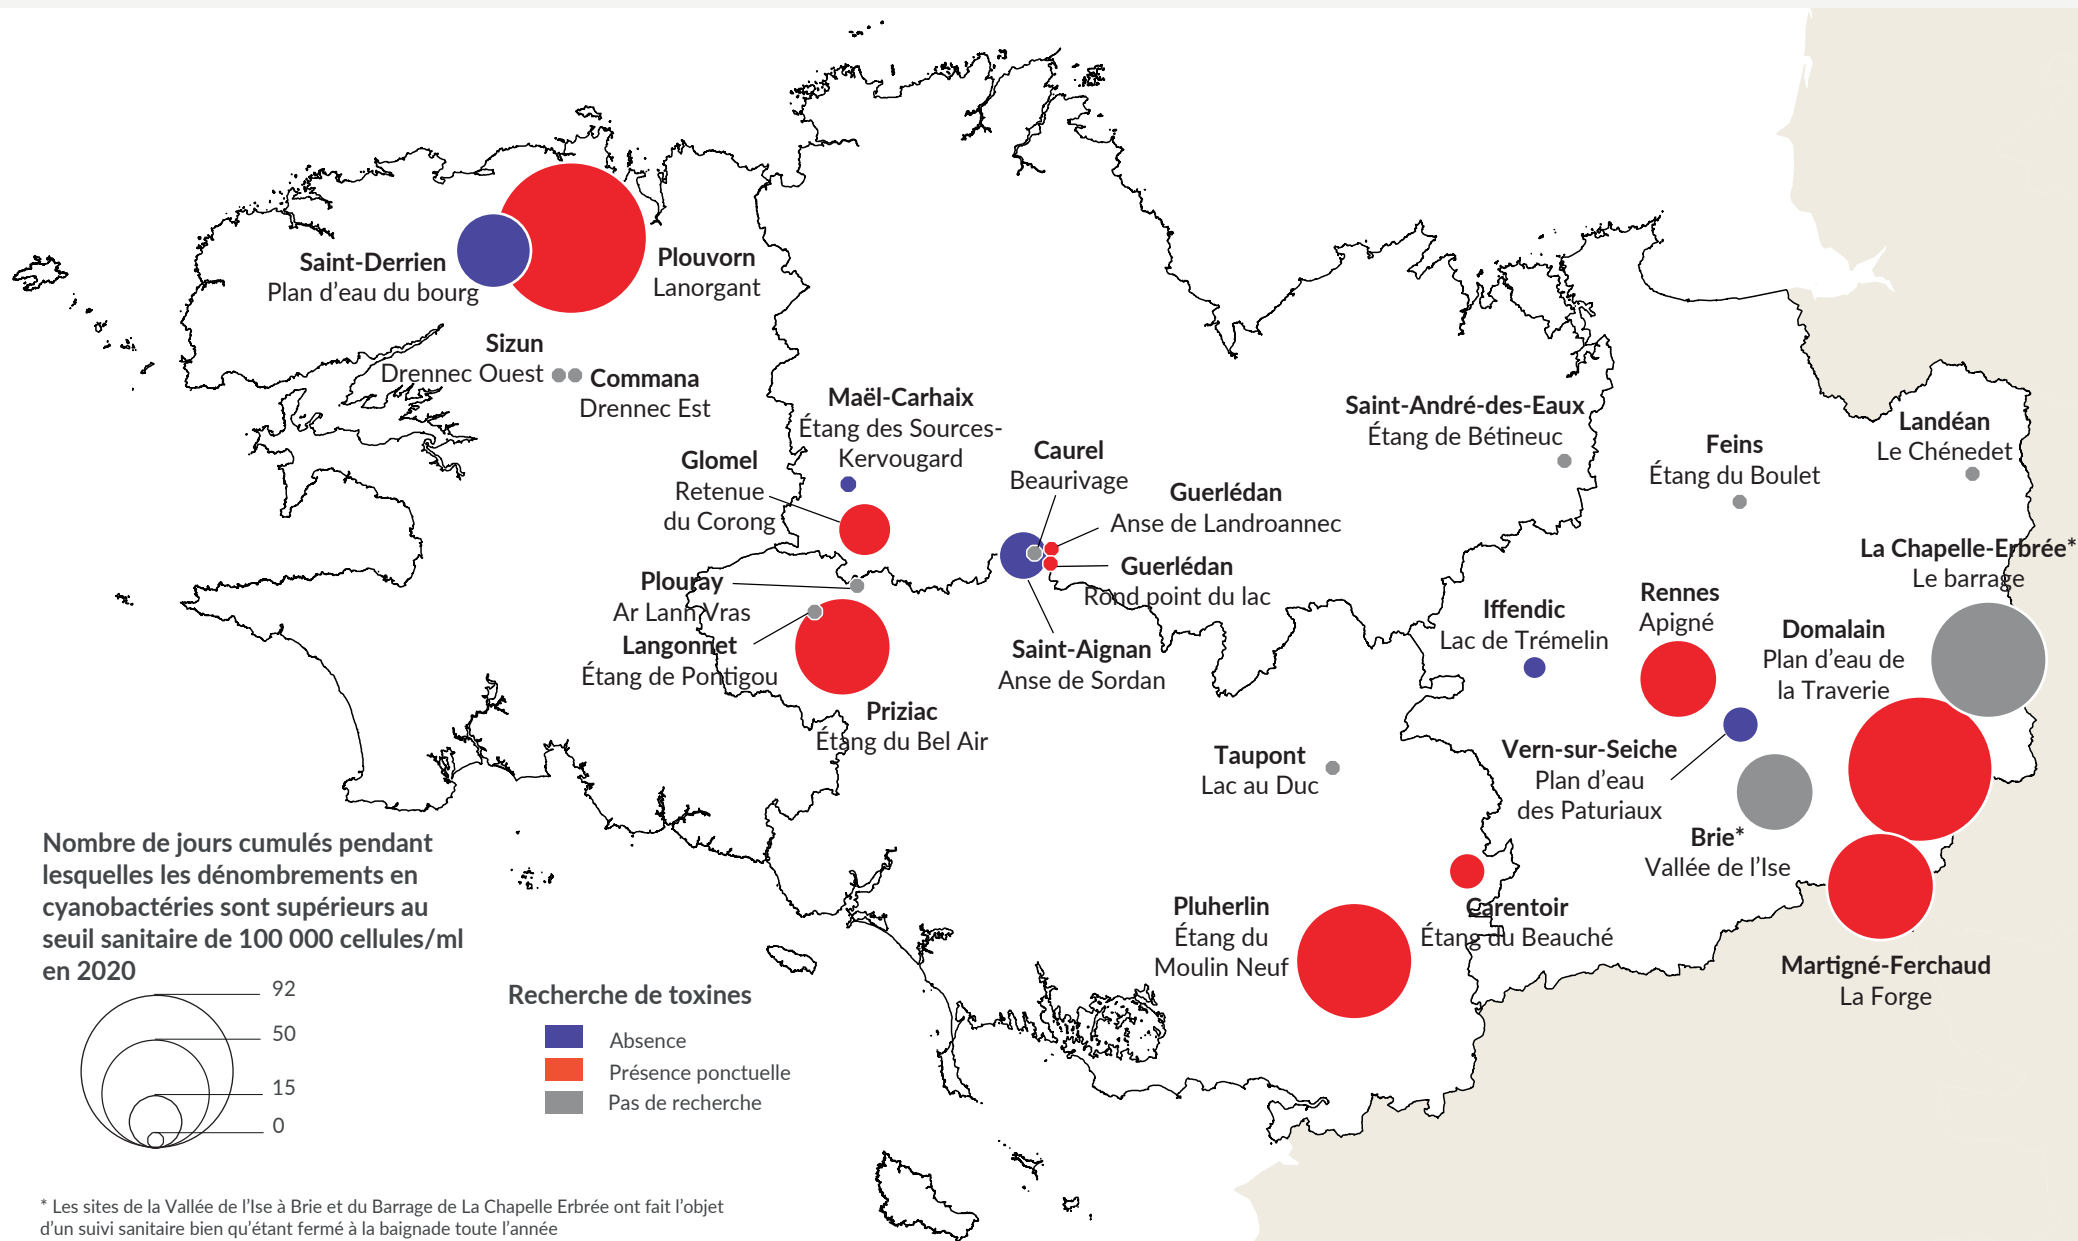 Saint-Derrien
Plan d’eau du bourg
Plouvorn
Lanorgant
Sizun
Drennec Ouest
Commana
Drennec Est
Maël-Carhaix
Étang des Sources-
Kervougard
Glomel
Retenue
du Corong
Caurel
Beaurivage
Guerlédan
Anse de Landroannec
Guerlédan
Rond point du lac
Saint-Aignan
Anse de Sordan
Plouray
Ar Lann Vras
Langonnet
Étang de Pontigou
Priziac
Étang du Bel Air
Saint-André-des-Eaux
Étang de Bétineuc
Feins
Étang du Boulet
Landéan
Le Chénedet
La Chapelle-Erbrée*
Le barrage
Iffendic
Lac de Trémelin
Rennes
Apigné
Domalain
Plan d’eau de
la Traverie
Vern-sur-Seiche
Plan d’eau
des Paturiaux
Brie*
Vallée de l’Ise
Taupont
Lac au Duc
Carentoir
Étang du Beauché
Pluherlin
Étang du
Moulin Neuf
Martigné-Ferchaud
La Forge
Nombre de jours cumulés pendant
lesquelles les dénombrements en
cyanobactéries sont supérieurs au
seuil sanitaire de 100 000 cellules/ml
en 2020
92
50
15
0
Recherche de toxines
Absence
Présence ponctuelle
Pas de recherche
* Les sites de la Vallée de l’Ise à Brie et du Barrage de La Chapelle Erbrée ont fait l’objet
d’un suivi sanitaire bien qu’étant fermé à la baignade toute l’année